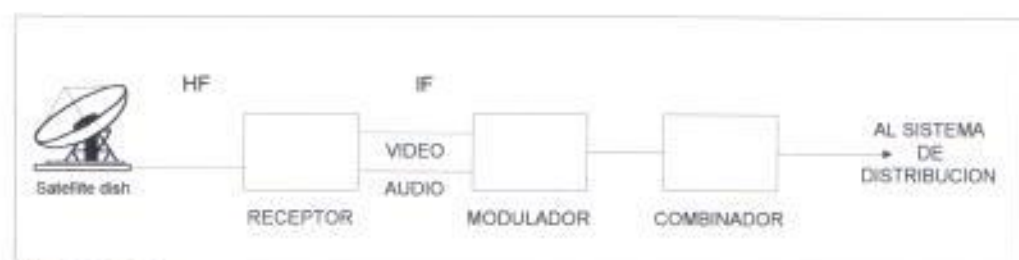 HF
IF
Satellite dish
VIDEO
AUDIO
RECEPTOR
MODULADOR
COMBINADOR
AL SISTEMA
DE
DISTRIBUCION